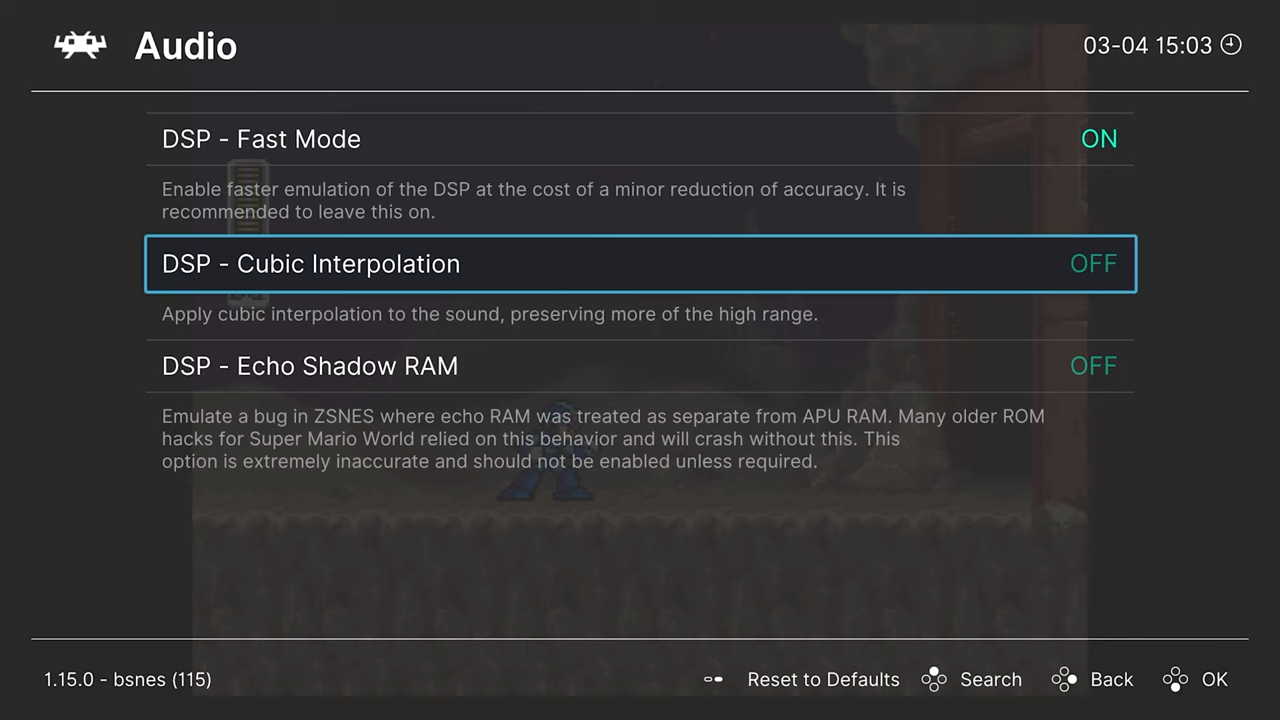 Audio
03-04 15:03
DSP - Fast Mode ON
Enable faster emulation of the DSP at the cost of a minor reduction of accuracy. It is
recommended to leave this on.
DSP - Cubic Interpolation OFF
Apply cubic interpolation to the sound, preserving more of the high range.
DSP - Echo Shadow RAM OFF
Emulate a bug in ZSNES where echo RAM was treated as separate from APU RAM. Many older ROM
hacks for Super Mario World relied on this behavior and will crash without this. This
option is extremely inaccurate and should not be enabled unless required.
1.15.0 - bsnes (115) Reset to Defaults Search Back OK